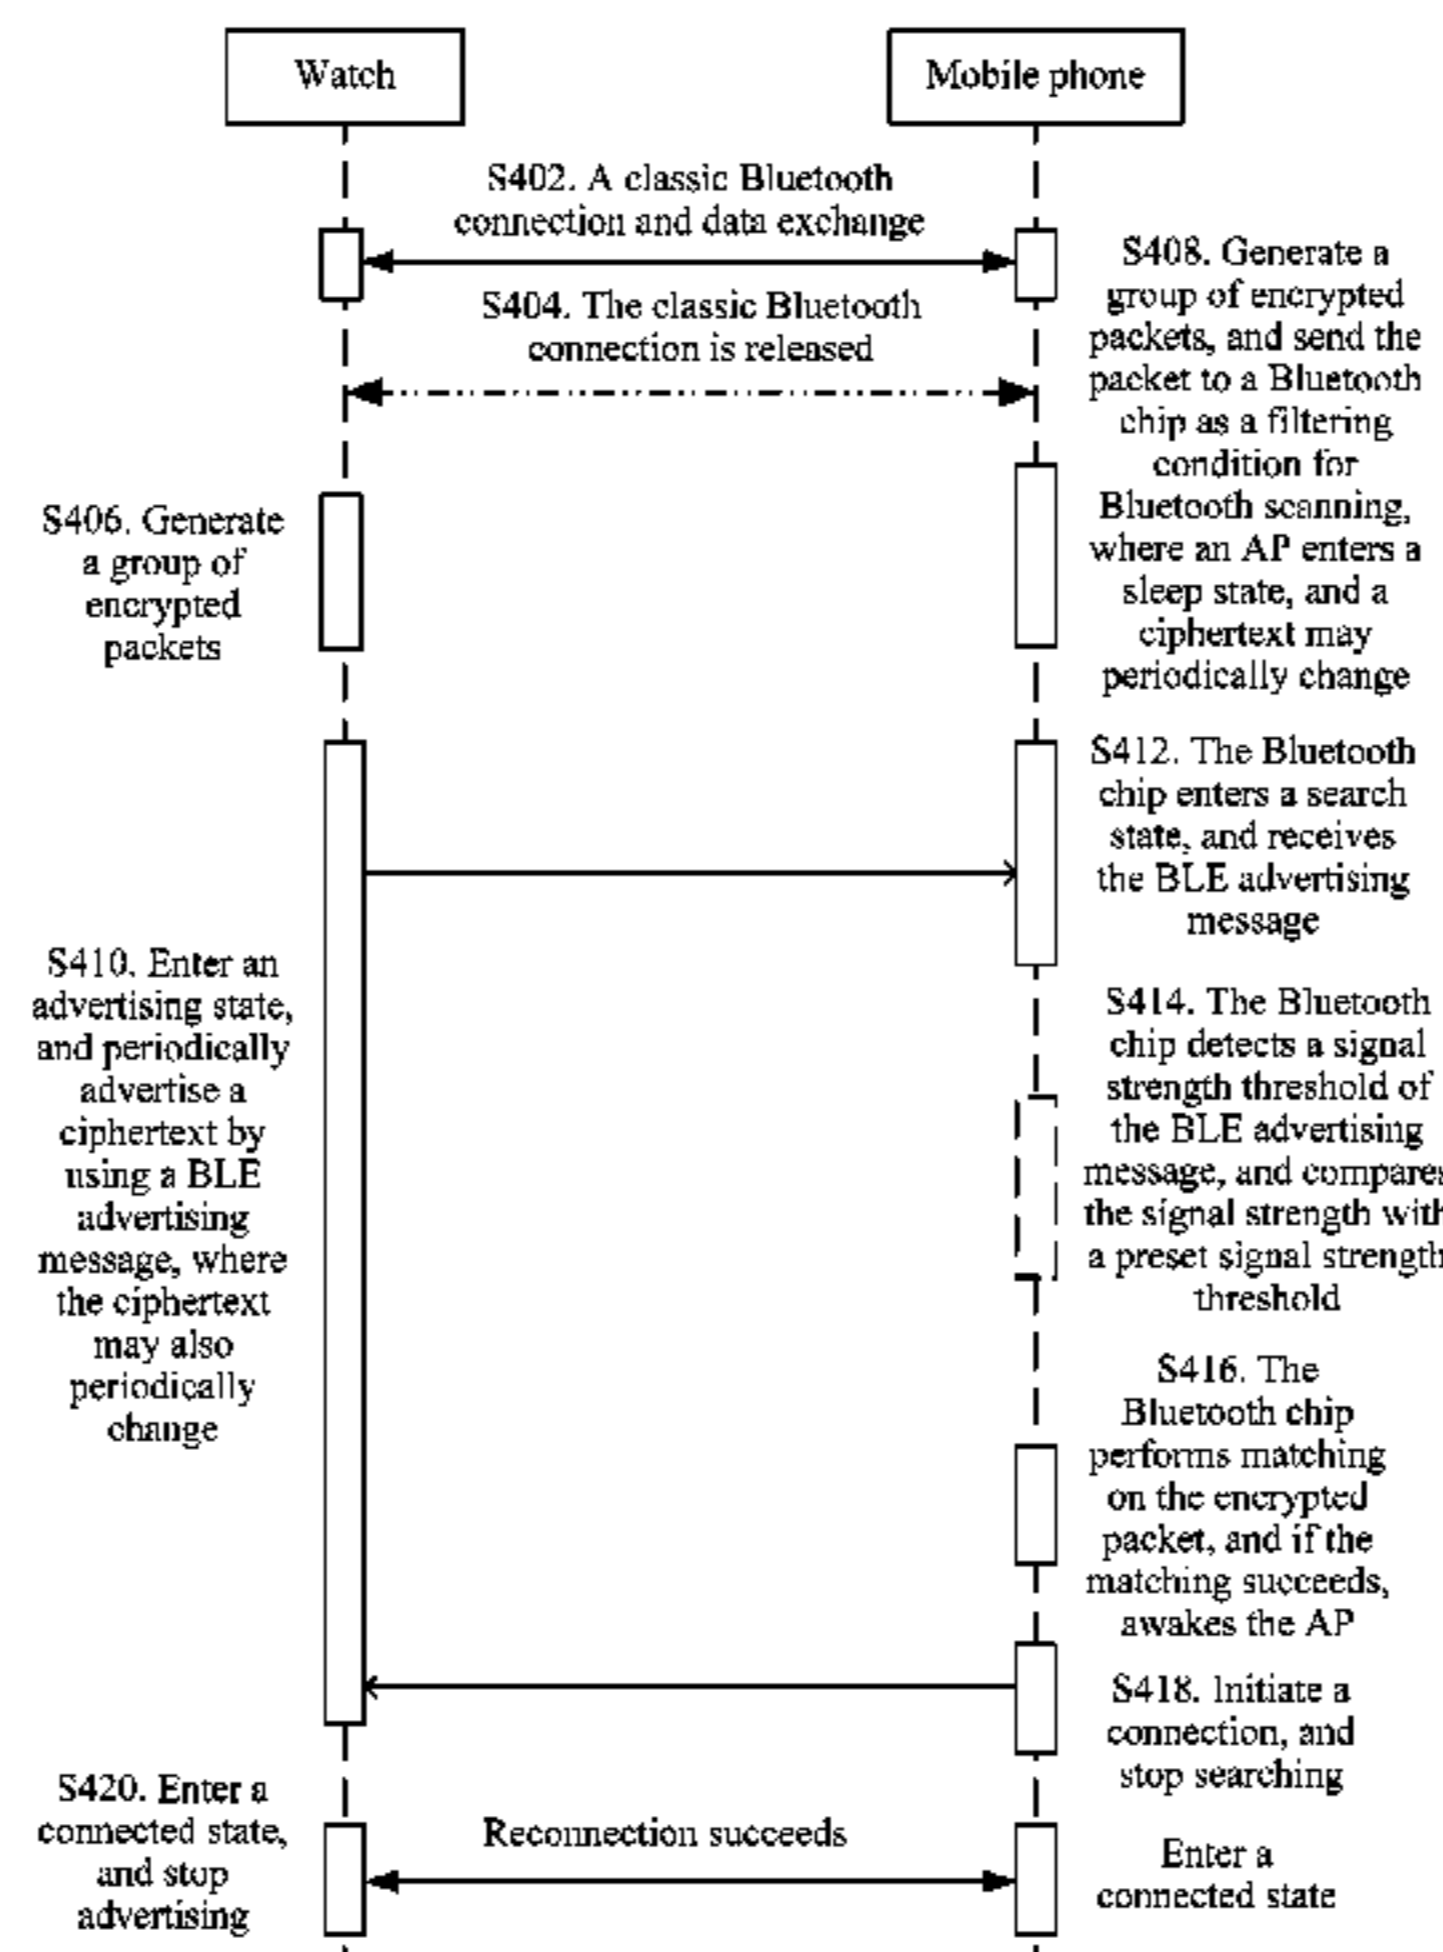 Watch
Mobile phone
S402. A classic Bluetooth
connection and data exchange
S404. The classic Bluetooth
connection is released
S408. Generate a
group of encrypted
packets, and send the
packet to a Bluetooth
chip as a filtering
condition for
Bluetooth scanning,
where an AP enters a
sleep state, and a
ciphertext may
periodically change
S406. Generate
a group of
encrypted
packets
S412. The Bluetooth
chip enters a search
state, and receives
the BLE advertising
message
S410. Enter an
advertising state,
and periodically
advertise a
ciphertext by
using a BLE
advertising
message, where
the ciphertext
may also
periodically
change
S414. The Bluetooth
chip detects a signal
strength threshold of
the BLE advertising
message, and compares
the signal strength with
a preset signal strength
threshold
S416. The
Bluetooth chip
performs matching
on the encrypted
packet, and if the
matching succeeds,
awakes the AP
S418. Initiate a
connection, and
stop searching
S420. Enter a
connected state,
and stop
advertising
Reconnection succeeds
Enter a
connected state